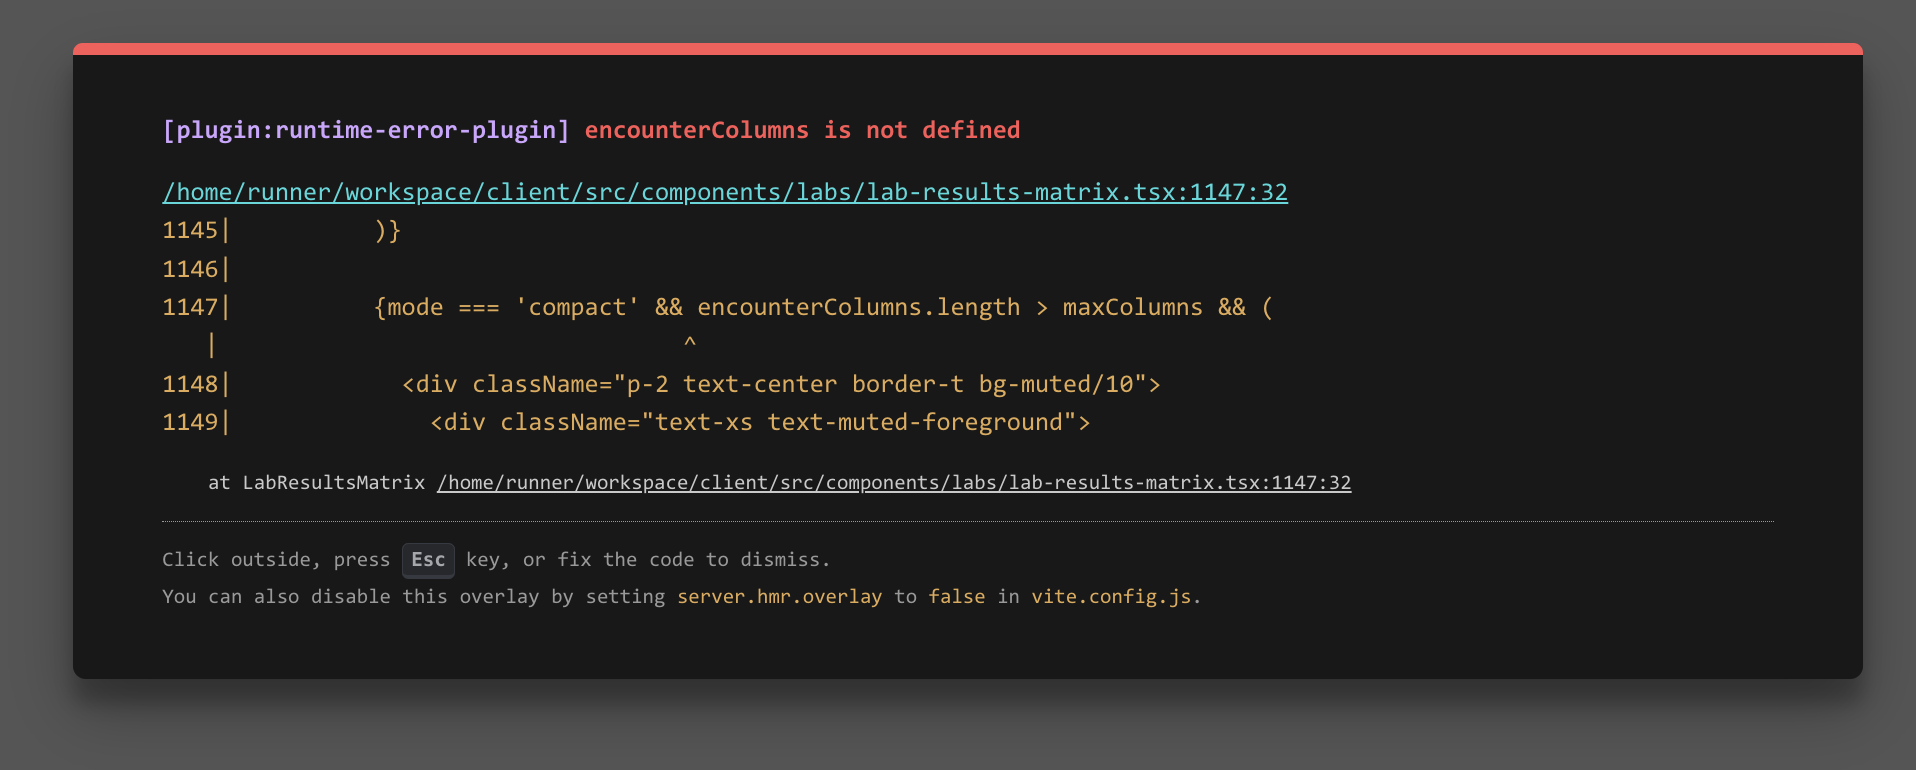 [plugin:runtime-error-plugin] encounterColumns is not defined
/home/runner/workspace/client/src/components/labs/lab-results-matrix.tsx:1147:32
1145|          )}
1146|
1147|          {mode === 'compact' && encounterColumns.length > maxColumns && (
   |                                 ^
1148|            <div className="p-2 text-center border-t bg-muted/10">
1149|              <div className="text-xs text-muted-foreground">
    at LabResultsMatrix /home/runner/workspace/client/src/components/labs/lab-results-matrix.tsx:1147:32
Click outside, press Esc key, or fix the code to dismiss.
You can also disable this overlay by setting server.hmr.overlay to false in vite.config.js.